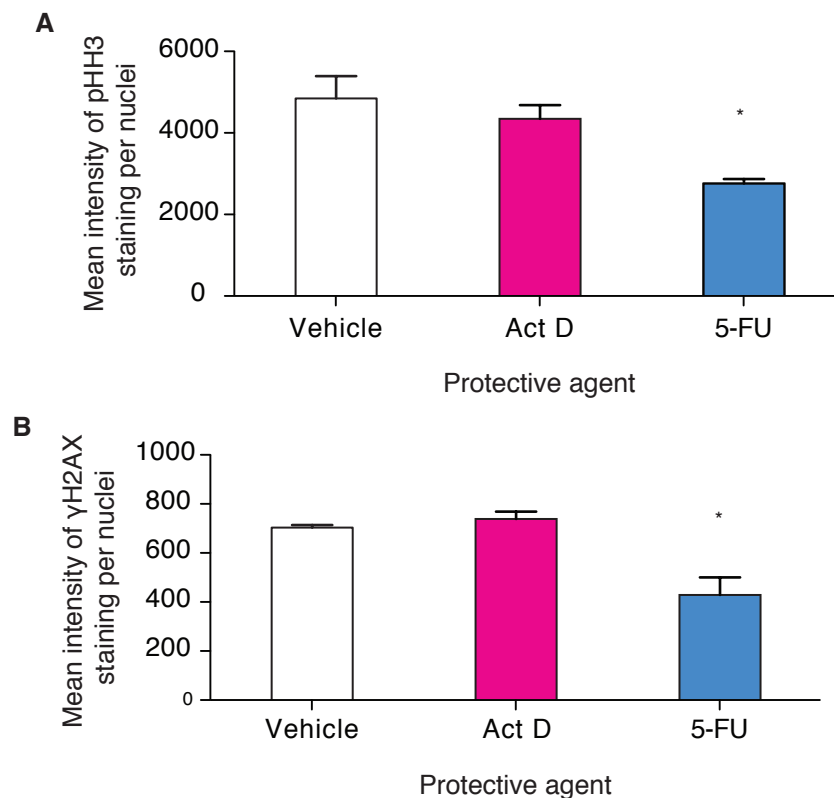 A
Mean intensity of pHH3
staining per nuclei
6000
4000
2000
0
*
Vehicle Act D 5-FU
Protective agent
B
Mean intensity of γH2AX
staining per nuclei
1000
800
600
400
200
0
*
Vehicle Act D 5-FU
Protective agent